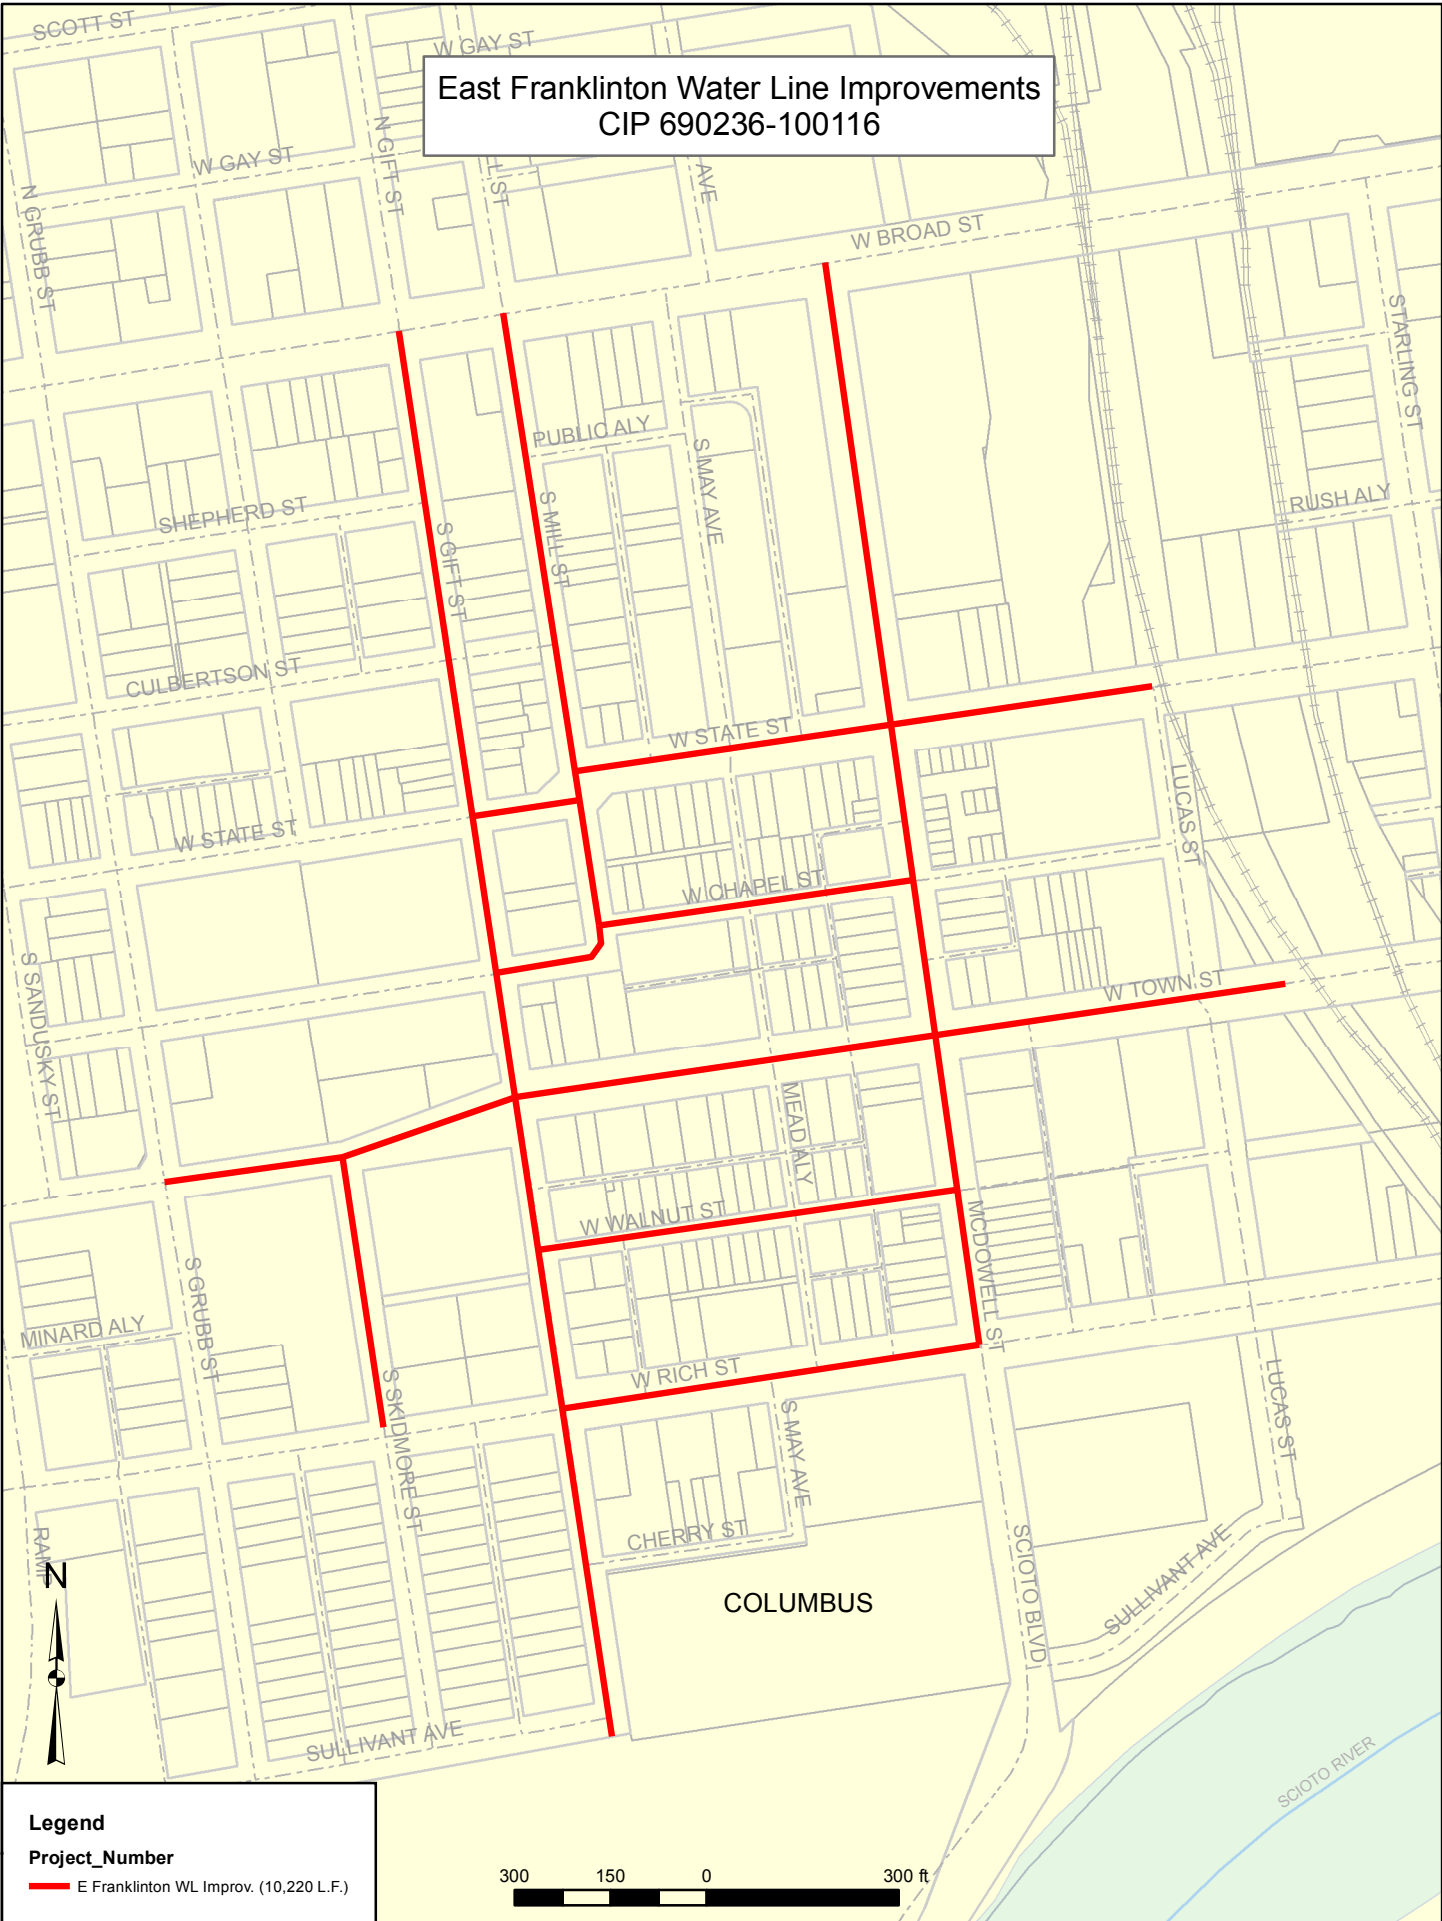 SCOTT ST
W GAY ST
East Franklinton Water Line Improvements
CIP 690236-100116
N GIFT ST
W GAY ST
L ST
AVE
N GRUBB ST
W BROAD ST
STARLING ST
PUBLIC ALY
S MAY AVE
SHEPHERD ST
S MILL ST
RUSH ALY
S GIFT ST
CULBERTSON ST
W STATE ST
LUCAS ST
W STATE ST
W CHAPEL ST
S SANDUSKY ST
W TOWN ST
MEAD ALY
W WALNUT ST
MCDOWELL ST
S GRUBB ST
MINARD ALY
W RICH ST
S SKIDMORE ST
LUCAS ST
S MAY AVE
CHERRY ST
RAMP
SCIOTO BLVD
SULLIVANT AVE
N
COLUMBUS
SULLIVANT AVE
SCIOTO RIVER
Legend
Project_Number
E Franklinton WL Improv. (10,220 L.F.)
300 150 0 300 ft